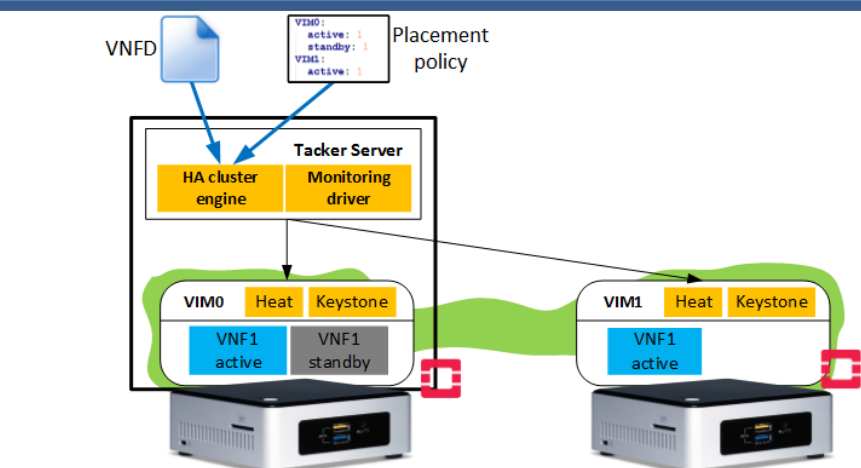 VNFD
VIM0:
active: 1
standby: 1
VIM1:
active: 1
Placement
policy
Tacker Server
HA cluster
engine
Monitoring
driver
VIM0
Heat
Keystone
VNF1
active
VNF1
standby
VIM1
Heat
Keystone
VNF1
active